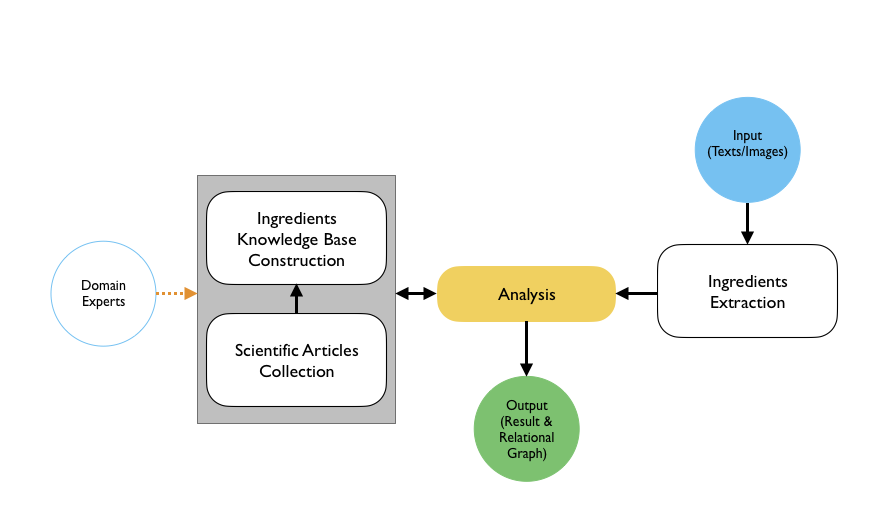 Input
(Texts/Images)
Ingredients
Knowledge Base
Construction
Domain
Experts
Analysis
Ingredients
Extraction
Scientific Articles
Collection
Output
(Result &
Relational
Graph)